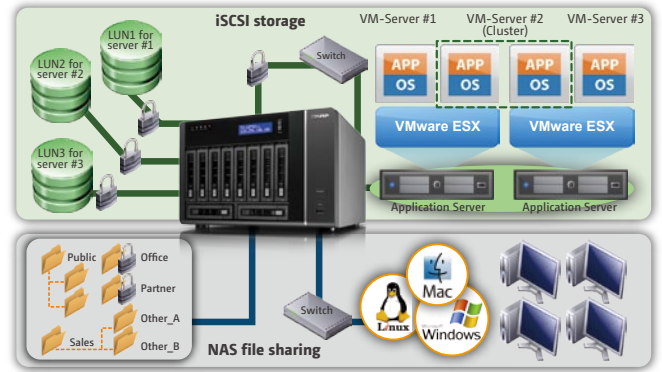 iSCSI storage
LUN1 for
server #1
LUN2 for
server #2
LUN3 for
server #3
Switch
VM-Server #1
VM-Server #2
(Cluster)
VM-Server #3
APP
OS
APP
OS
APP
OS
APP
OS
VMware ESX
VMware ESX
Application Server
Application Server
Public
Office
Partner
Other_A
Sales
Other_B
Switch
NAS file sharing
Linux
Mac
Windows